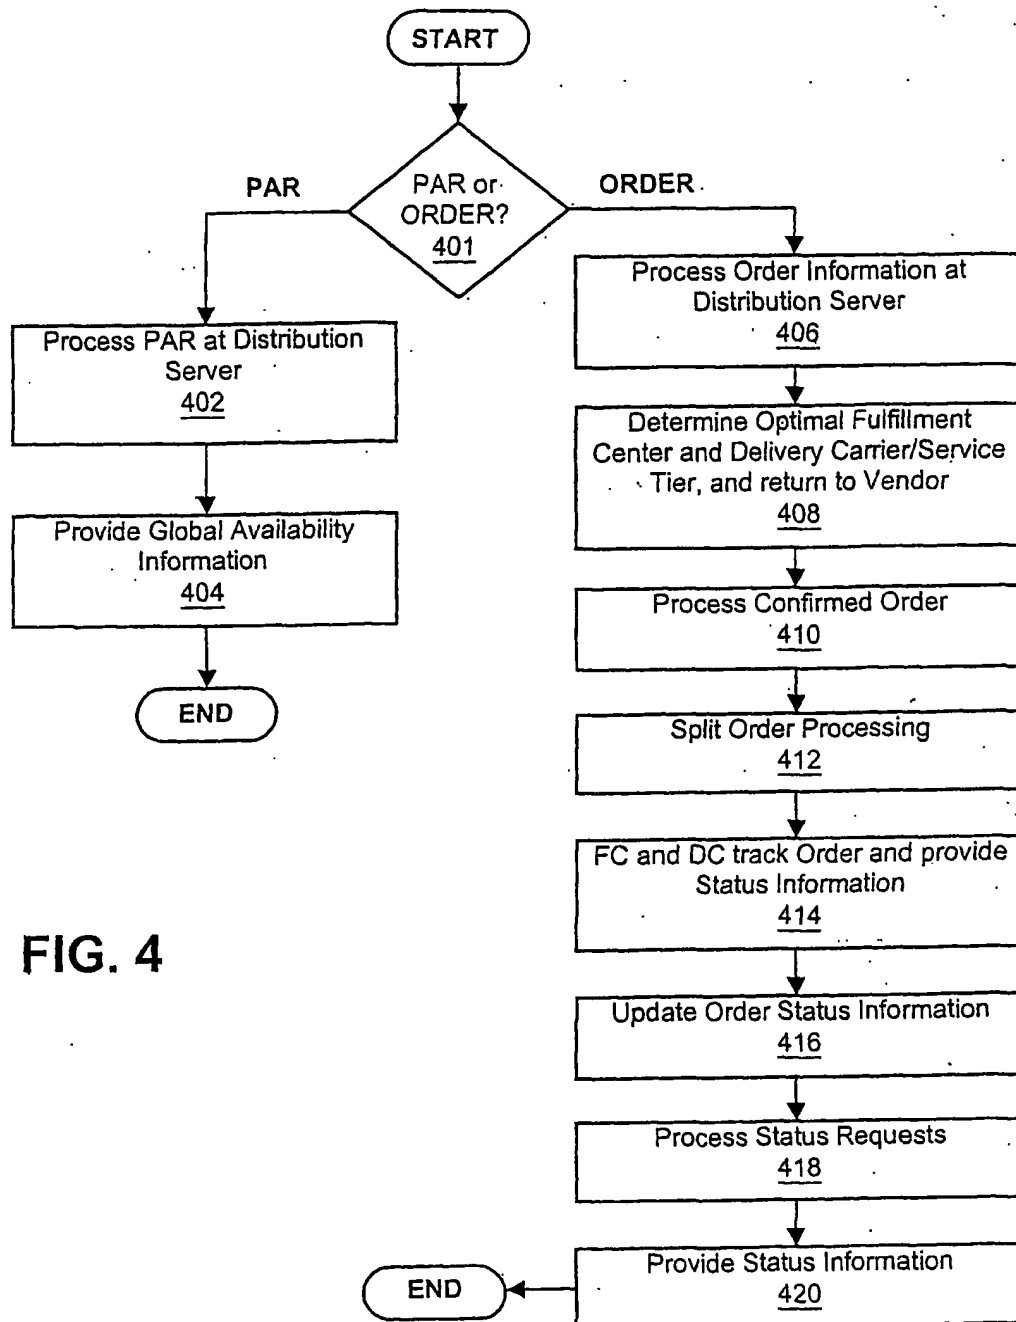 START
PAR or
ORDER?
401
PAR
ORDER
Process PAR at Distribution
Server
402
Provide Global Availability
Information
404
END
Process Order Information at
Distribution Server
406
Determine Optimal Fulfillment
Center and Delivery Carrier/Service
Tier, and return to Vendor
408
Process Confirmed Order
410
Split Order Processing
412
FC and DC track Order and provide
Status Information
414
Update Order Status Information
416
Process Status Requests
418
Provide Status Information
420
END
FIG. 4